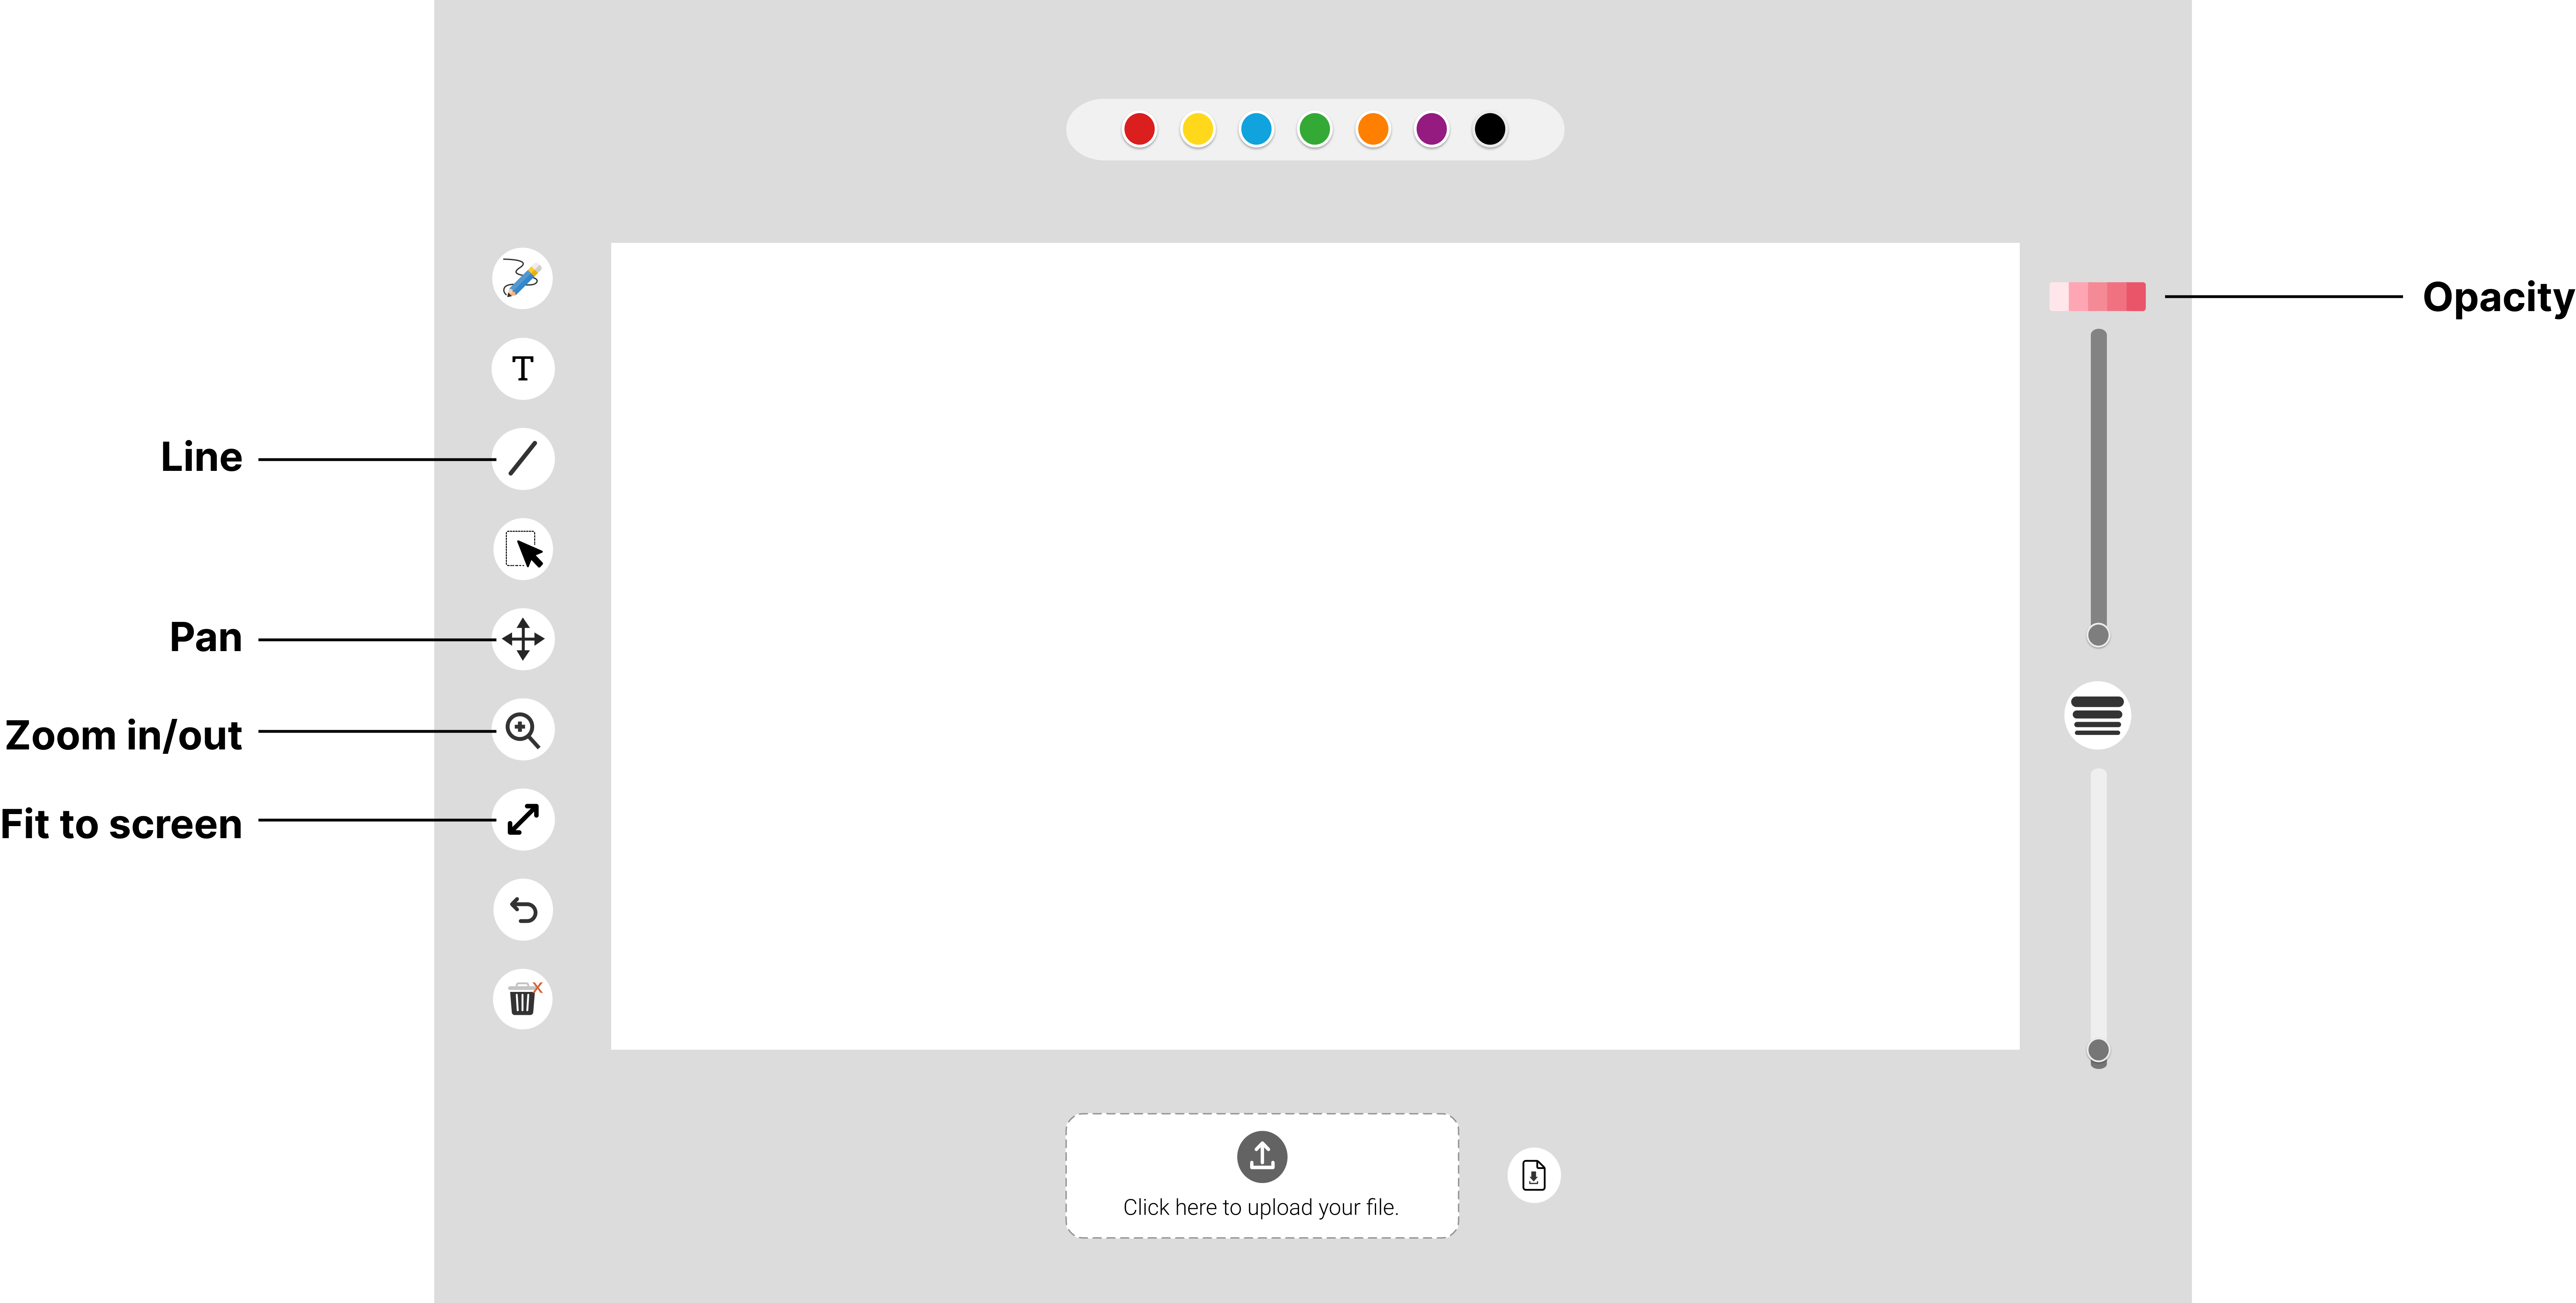 Opacity
T
Line
Pan
Zoom in/out
Fit to screen
x
Click here to upload your file.